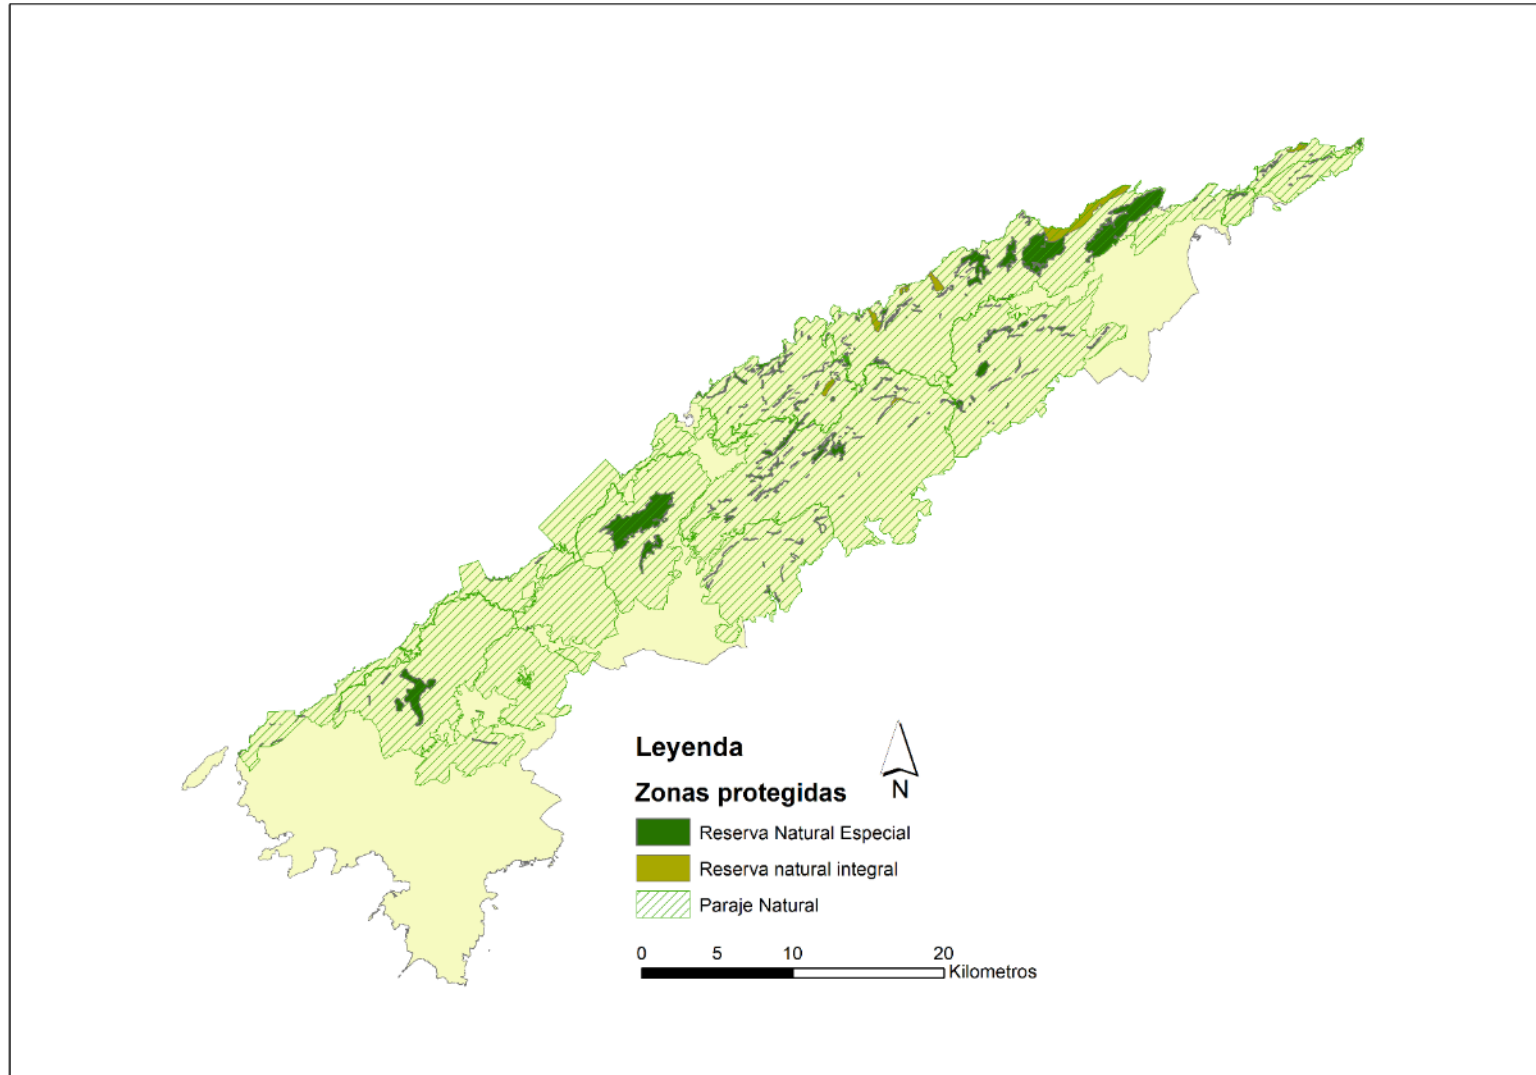 Leyenda
N
Zonas protegidas
Reserva Natural Especial
Reserva natural integral
Paraje Natural
0 5 10 20
Kilometros